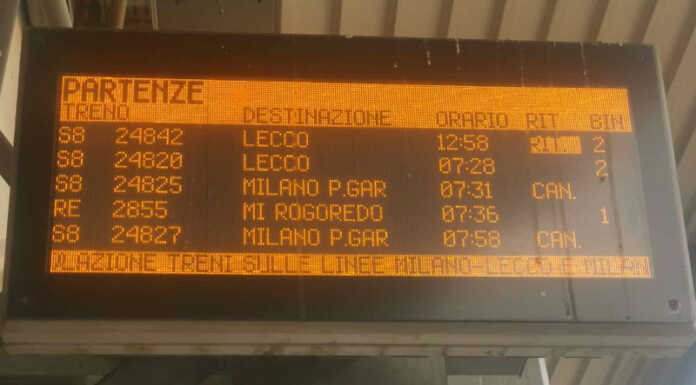 PARTENZE
TRENO DESTINAZIONE ORARIO RIT BIN
S8 24842 LECCO 12:58 RIT. 2
S8 24820 LECCO 07:28 2
S8 24825 MILANO P.GAR 07:31 CAN.
RE 2855 MI ROGOREDO 07:36 1
S8 24827 MILANO P.GAR 07:58 CAN.
LAZIONE TRENI SULLE LINEE MILANO-LECCO E MILAN